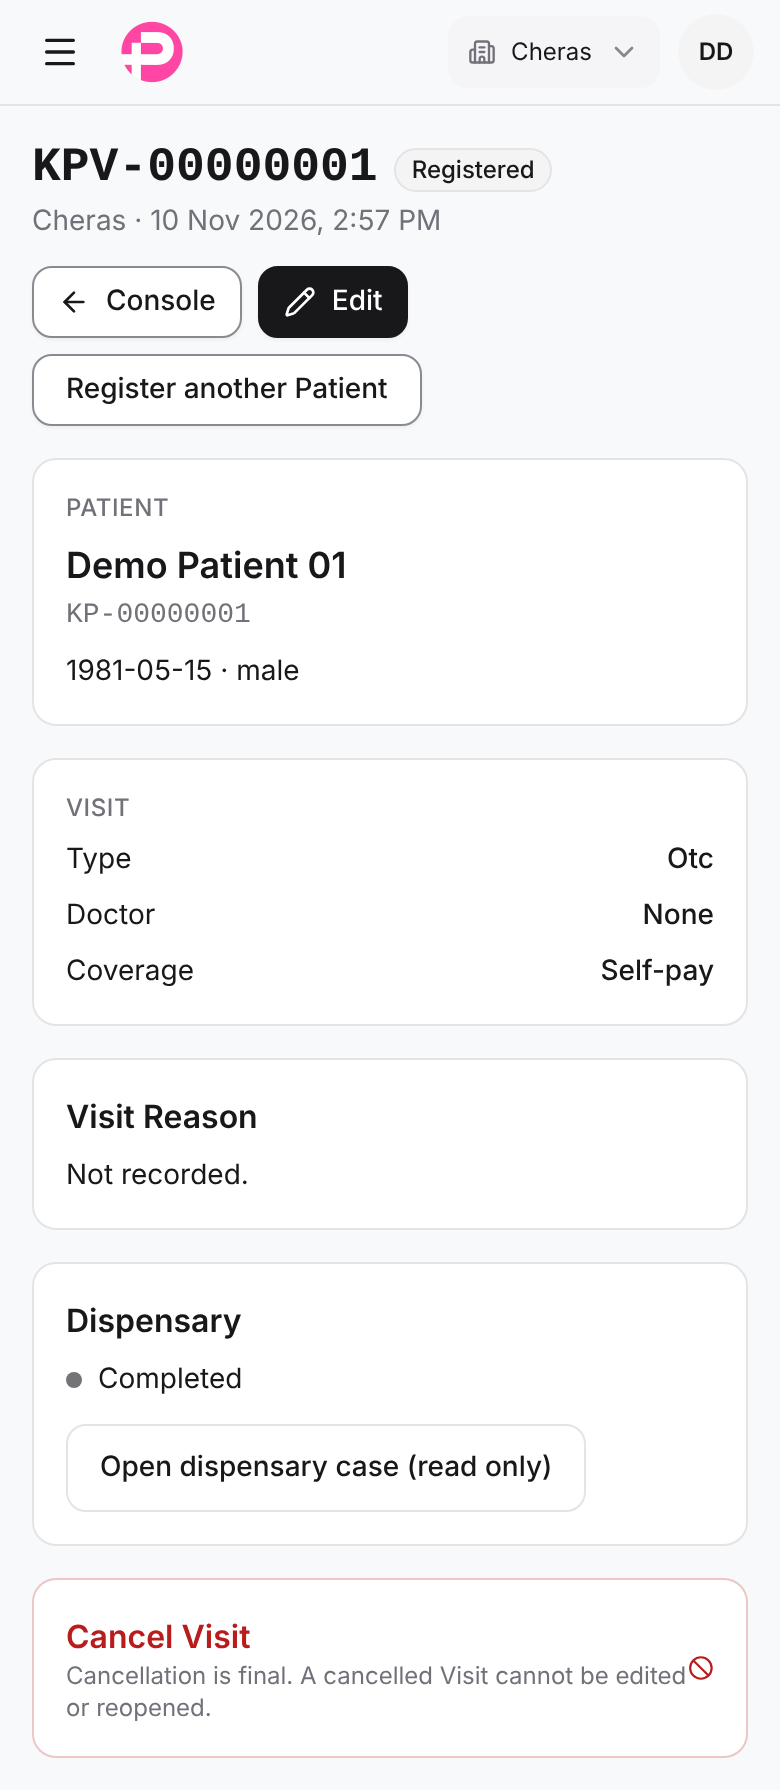 Cheras
DD
KPV-00000001
Registered
Cheras · 10 Nov 2026, 2:57 PM
Console
Edit
Register another Patient
PATIENT
Demo Patient 01
KP-00000001
1981-05-15 · male
VISIT
Type Otc
Doctor None
Coverage Self-pay
Visit Reason
Not recorded.
Dispensary
Completed
Open dispensary case (read only)
Cancel Visit
Cancellation is final. A cancelled Visit cannot be edited
or reopened.